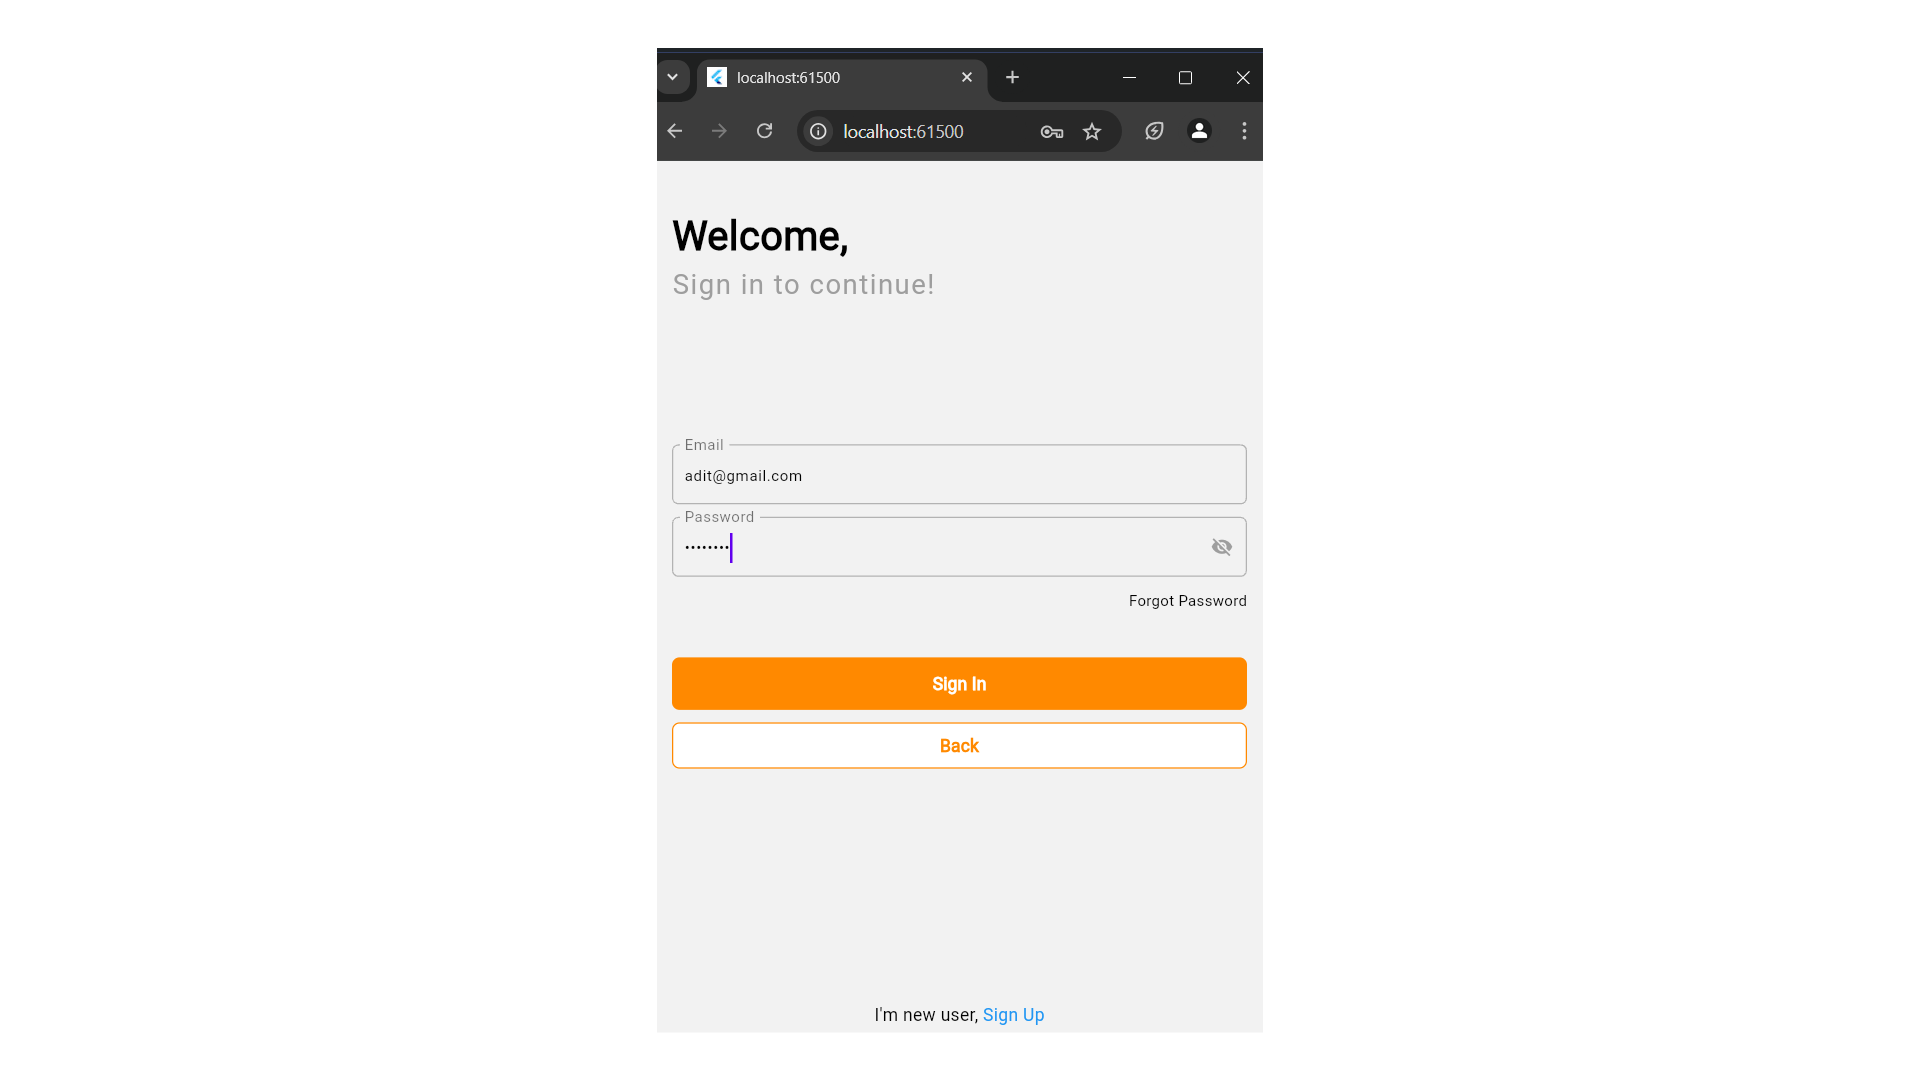 localhost:61500
localhost:61500
Welcome,
Sign in to continue!
Email
adit@gmail.com
Password
••••••••
Forgot Password
Sign In
Back
I'm new user, Sign Up